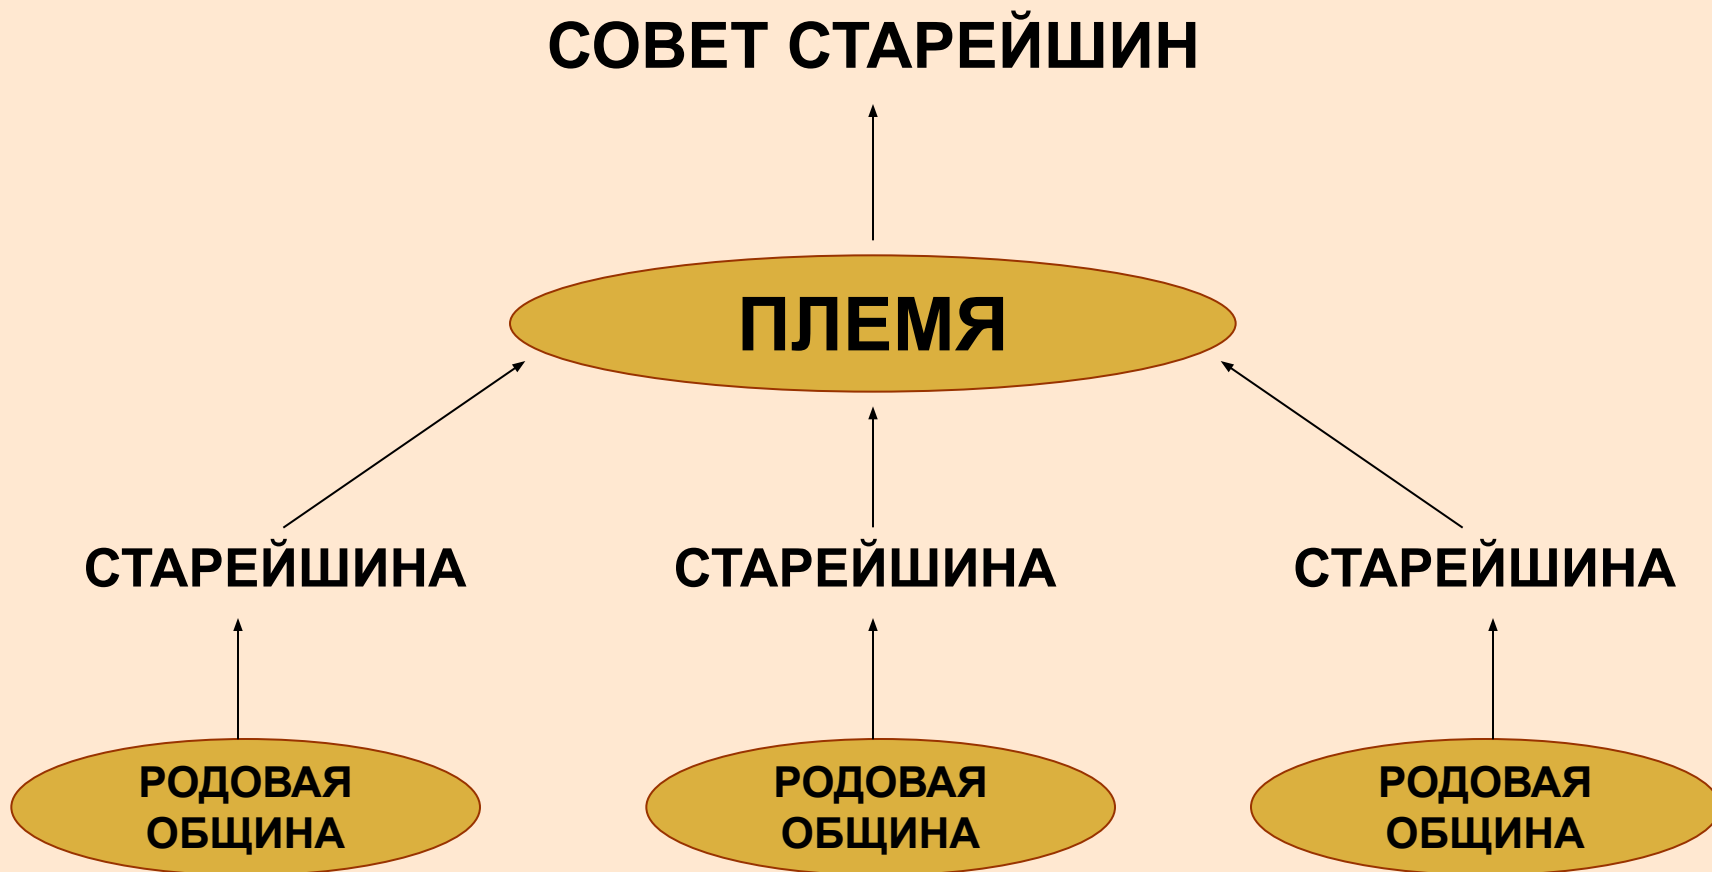 СОВЕТ СТАРЕЙШИН
ПЛЕМЯ
СТАРЕЙШИНА
СТАРЕЙШИНА
СТАРЕЙШИНА
РОДОВАЯ
ОБЩИНА
РОДОВАЯ
ОБЩИНА
РОДОВАЯ
ОБЩИНА